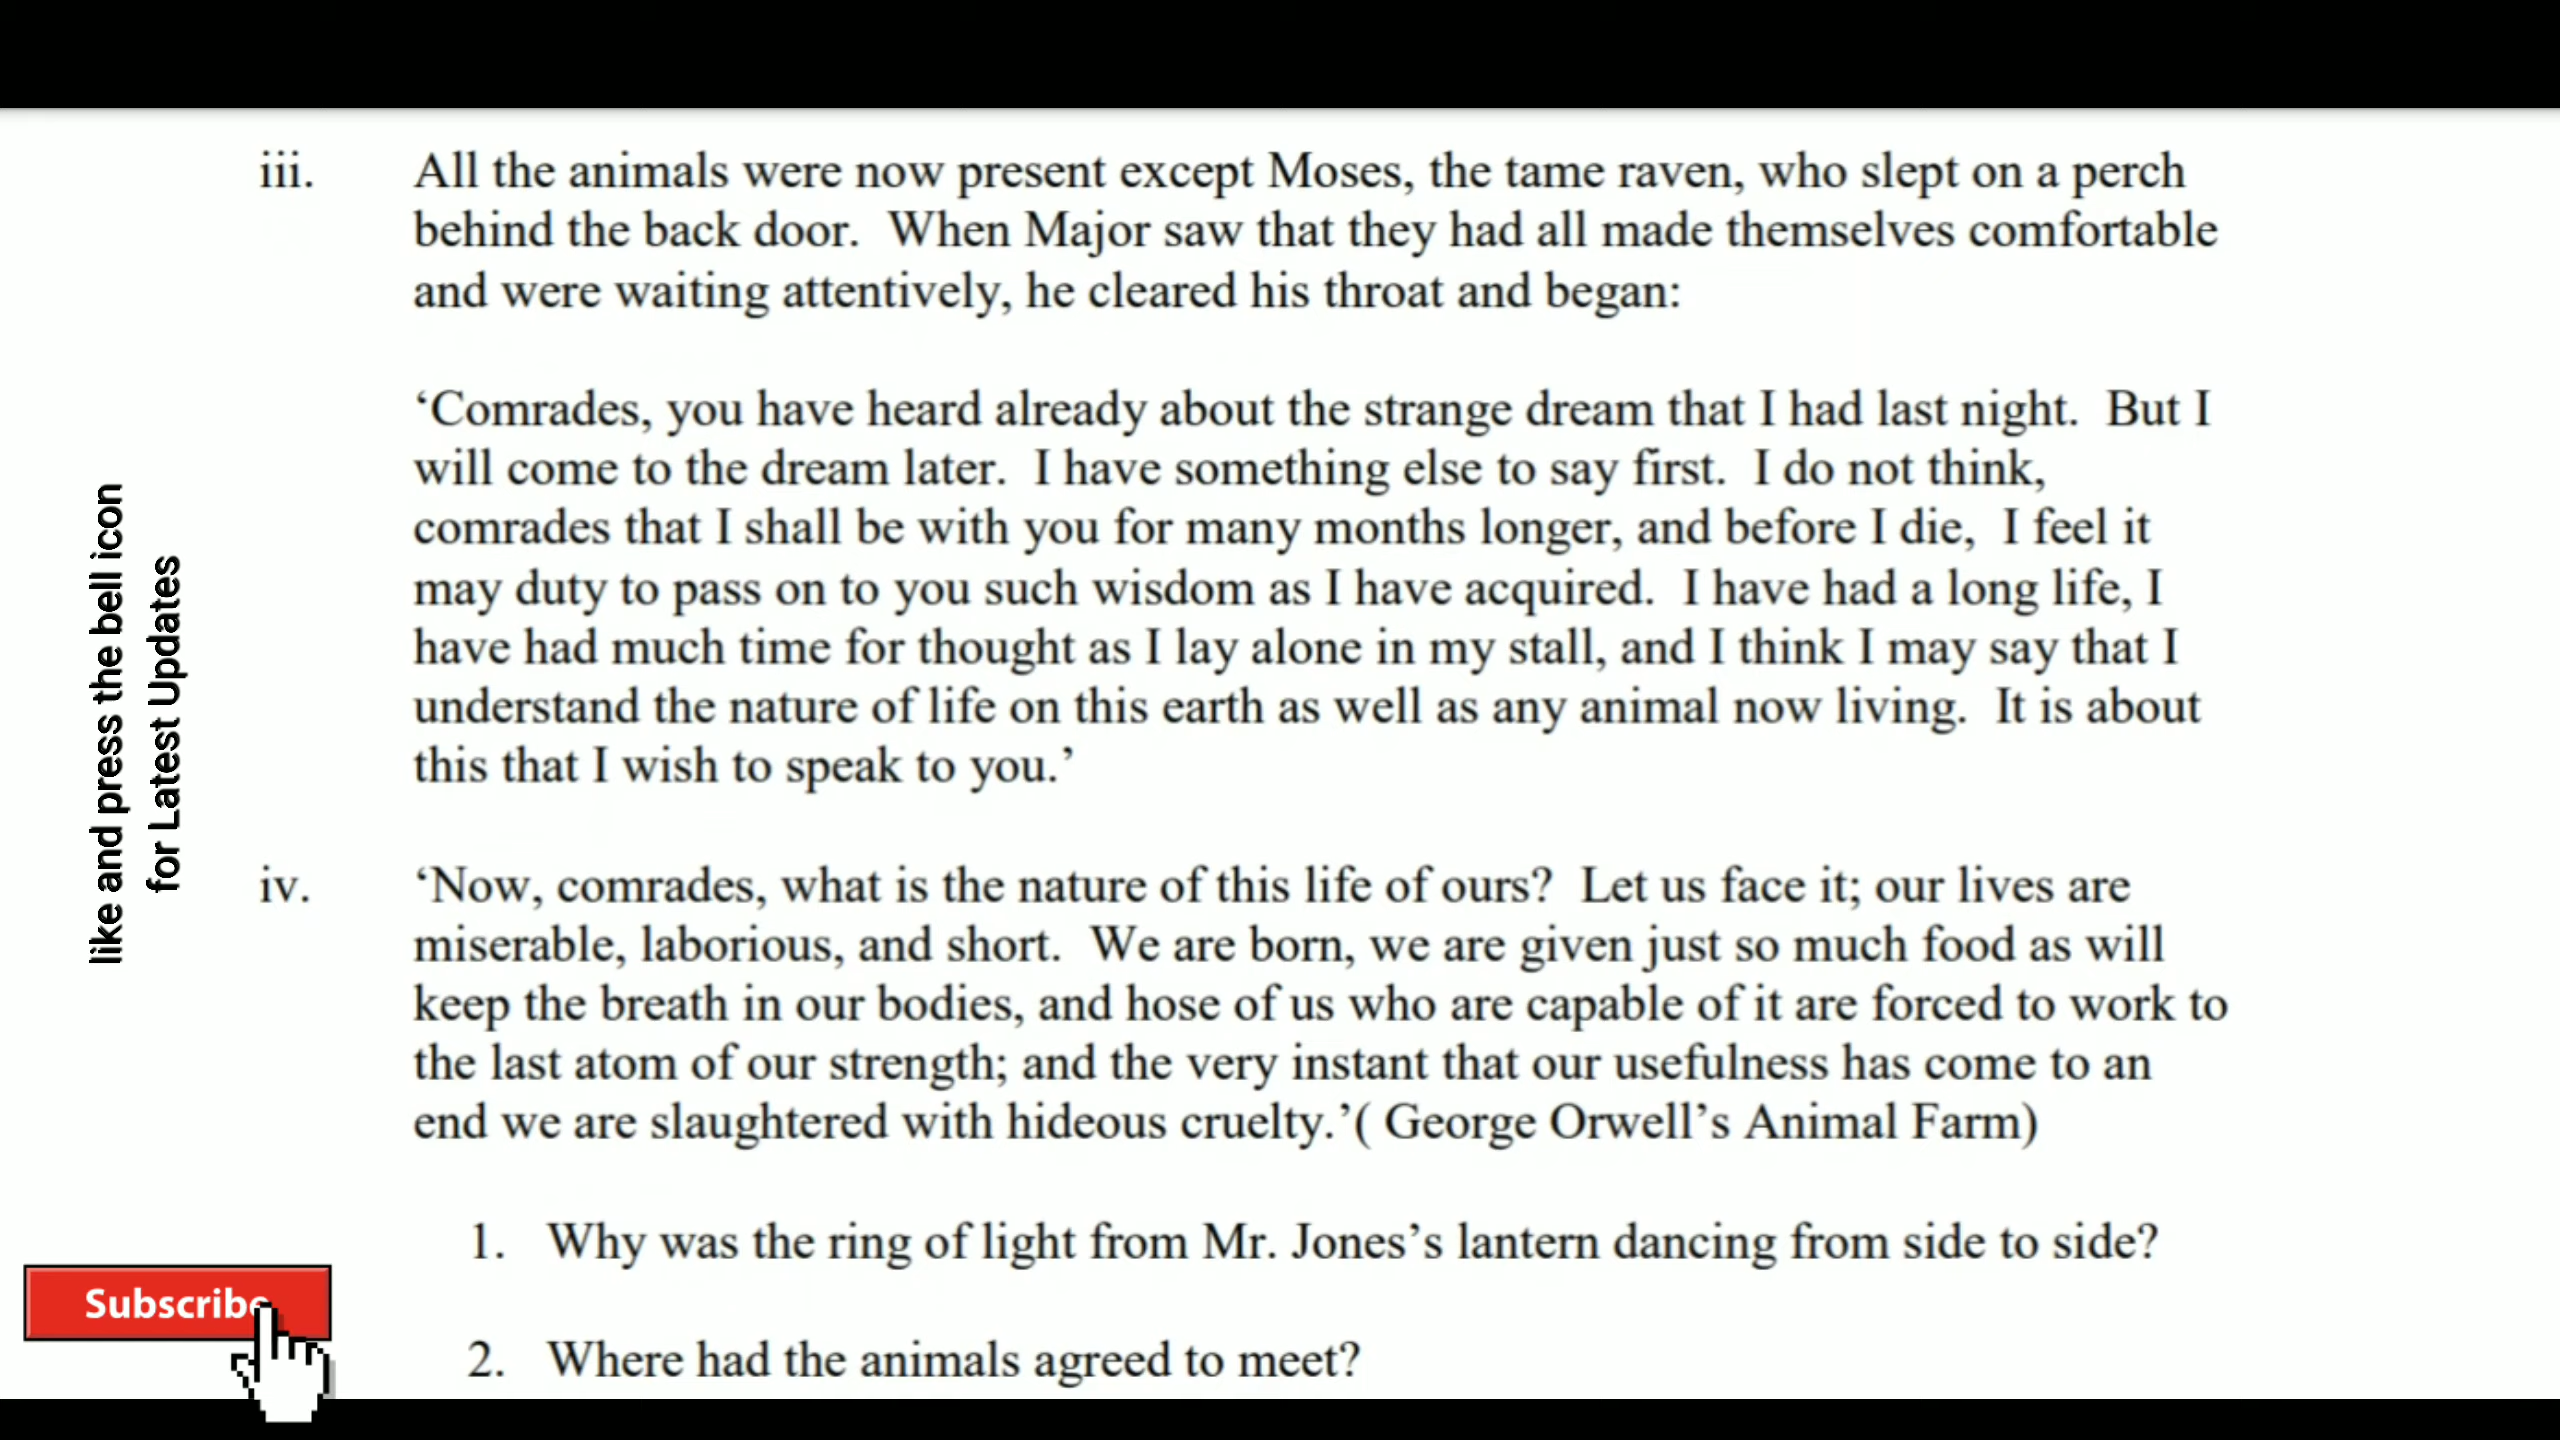 iii. All the animals were now present except Moses, the tame raven, who slept on a perch
behind the back door. When Major saw that they had all made themselves comfortable
and were waiting attentively, he cleared his throat and began:
‘Comrades, you have heard already about the strange dream that I had last night. But I
will come to the dream later. I have something else to say first. I do not think,
comrades that I shall be with you for many months longer, and before I die, I feel it
may duty to pass on to you such wisdom as I have acquired. I have had a long life, I
have had much time for thought as I lay alone in my stall, and I think I may say that I
understand the nature of life on this earth as well as any animal now living. It is about
this that I wish to speak to you.’
iv. ‘Now, comrades, what is the nature of this life of ours? Let us face it; our lives are
miserable, laborious, and short. We are born, we are given just so much food as will
keep the breath in our bodies, and hose of us who are capable of it are forced to work to
the last atom of our strength; and the very instant that our usefulness has come to an
end we are slaughtered with hideous cruelty.’( George Orwell’s Animal Farm)
1. Why was the ring of light from Mr. Jones’s lantern dancing from side to side?
2. Where had the animals agreed to meet?
like and press the bell icon
for Latest Updates
Subscribe